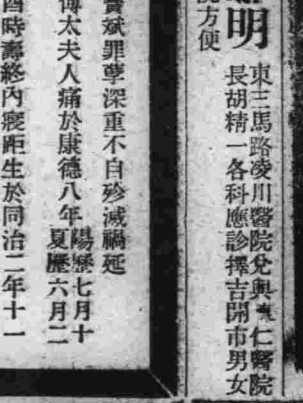 東三馬路凌川醫院兌與仁醫院
長胡精一各科應診擇吉開市男女
明
方便
斌罪孽深重不自殄滅禍延
傅太夫人痛於康德八年
陽歷七月十
夏歷六月二
酉時壽終內寢距生於同治二年十一